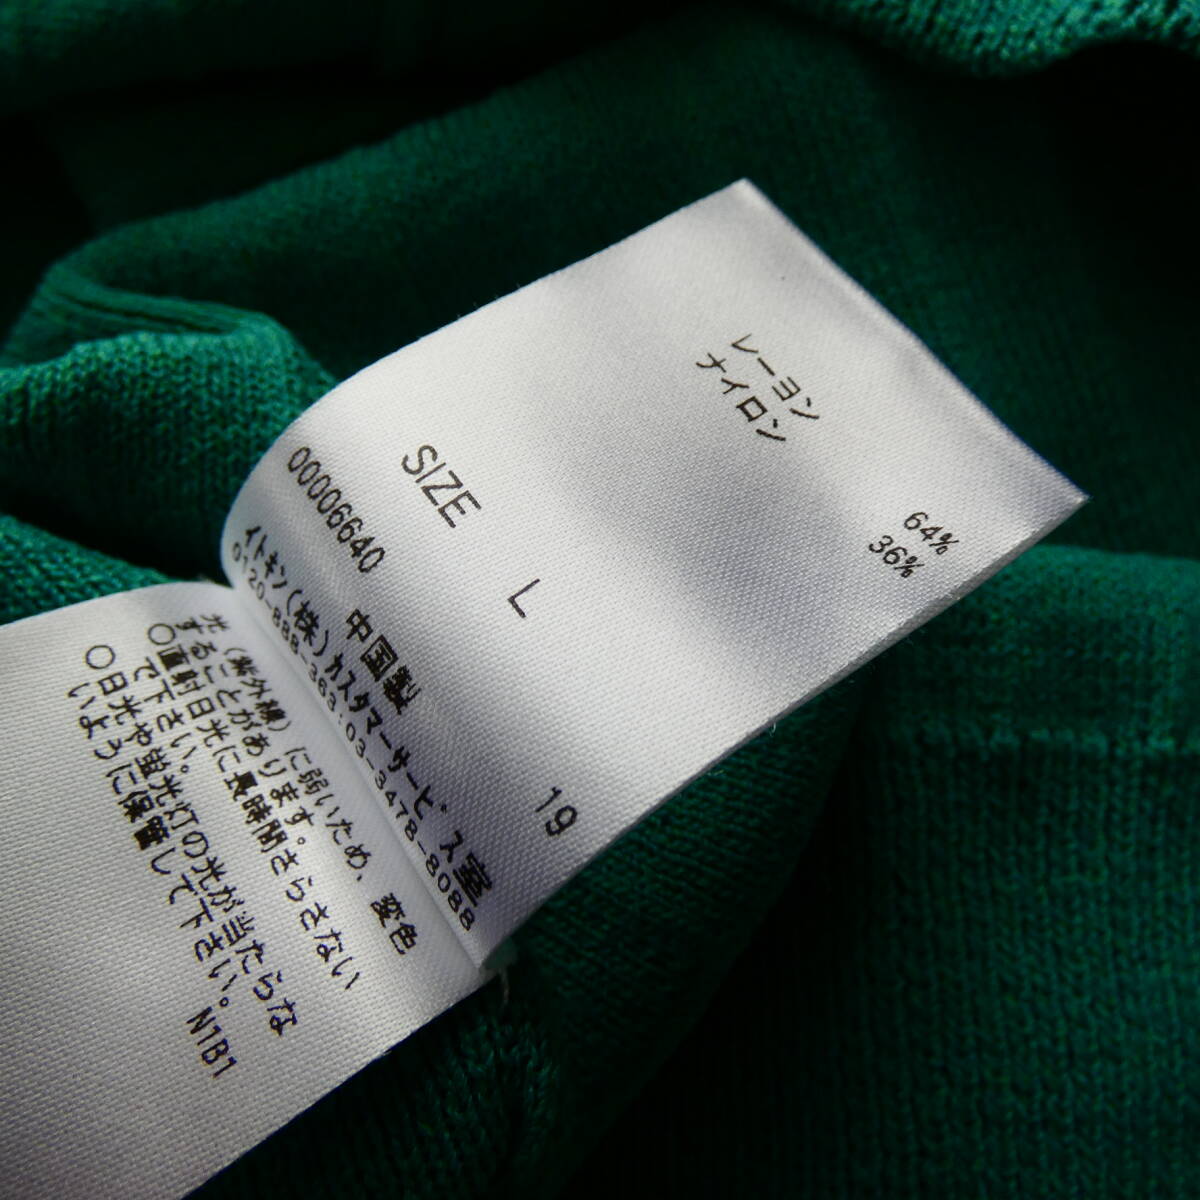 レーヨン 64%
ナイロン 36%
SIZE L 19
00006640 中国製
イトキン(株)カスタマーサービス室
0120-888-363:03-3478-8088
光(紫外線)に弱いため、変色
することがあります。
○直射日光に長時間さらさない
で下さい。
○日光や蛍光灯の光が当たらな
いように保管して下さい。 N1B1